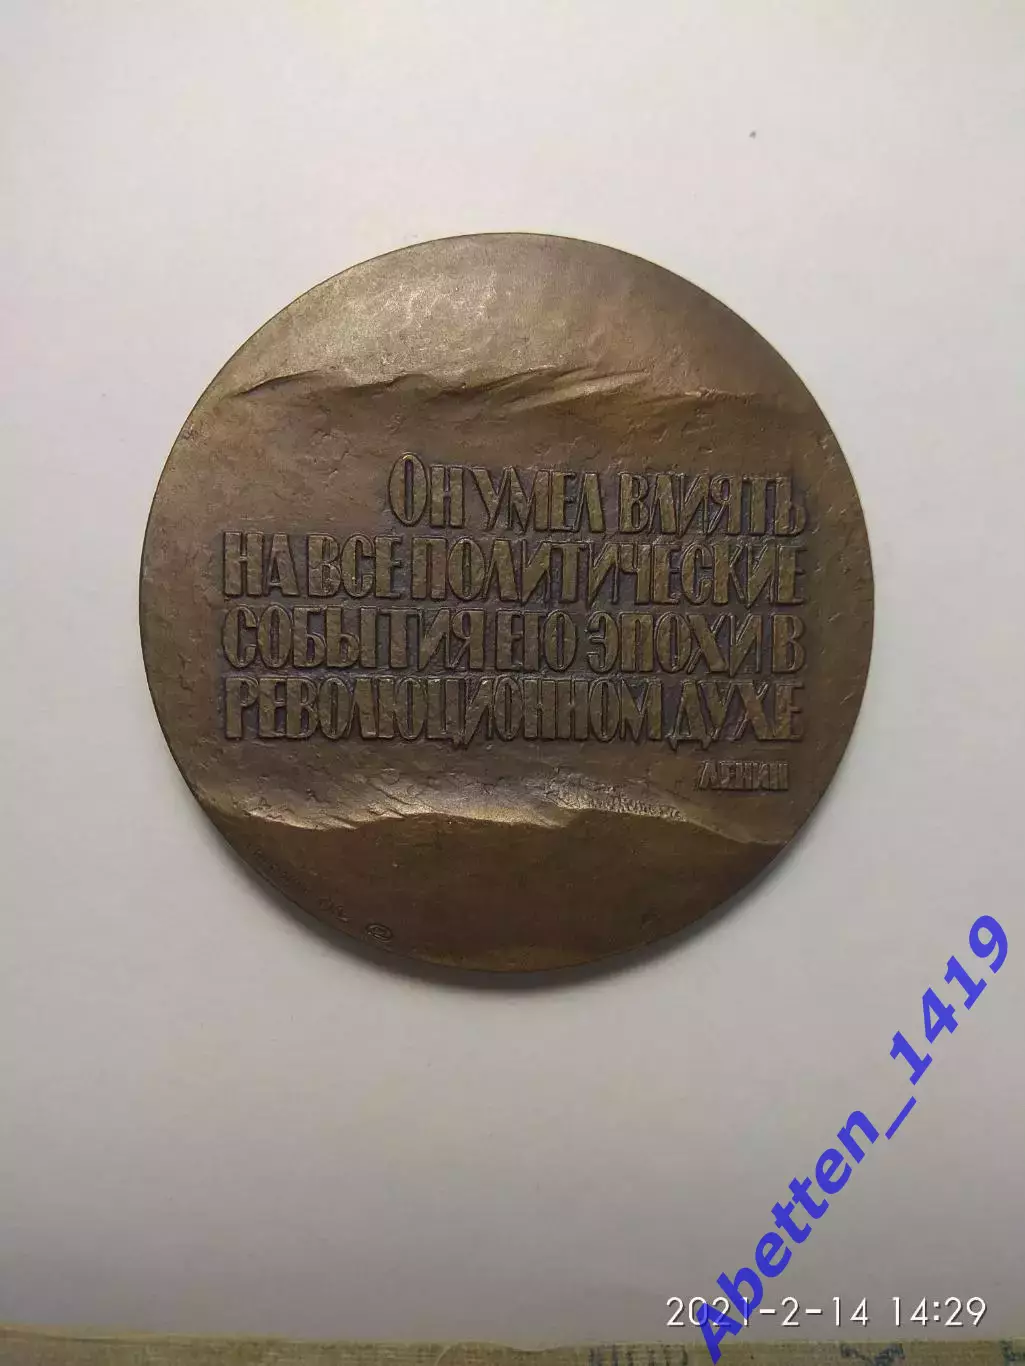 ОН УМЕЛ ВЛИЯТЬ
НА ВСЕ ПОЛИТИЧЕСКИЕ
СОБЫТИЯ ЕГО ЭПОХИ В
РЕВОЛЮЦИОННОМ ДУХЕ
ЛЕНИН
Abetten_1419
2021-2-14 14:29